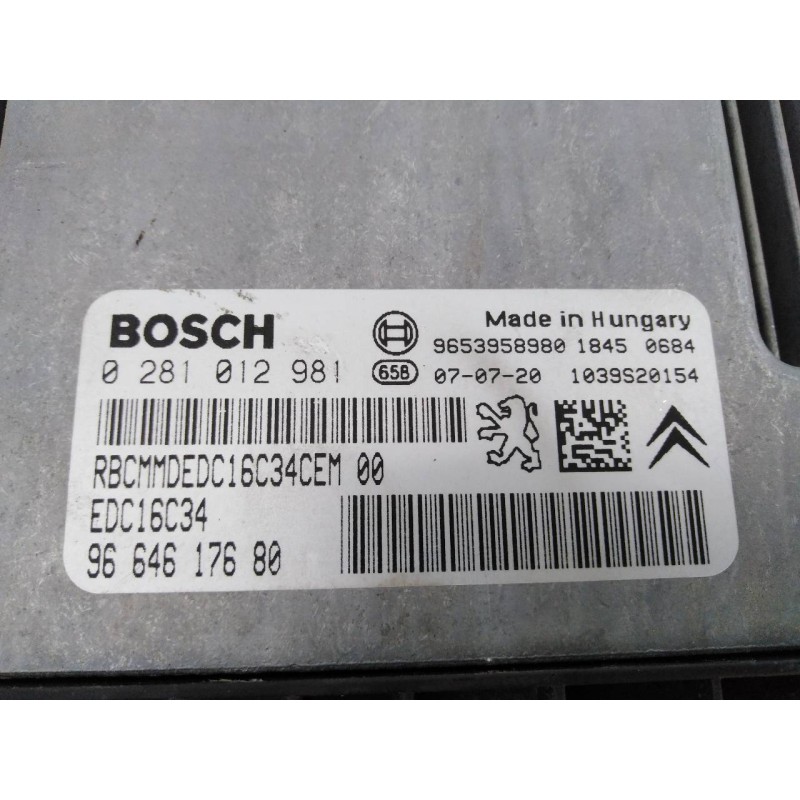 BOSCH
Made in Hungary
9653958980 1845 0684
0 281 012 981
65B
07-07-20 1039S20154
RBCMMDEDC16C34CEM 00
EDC16C34
96 646 176 80